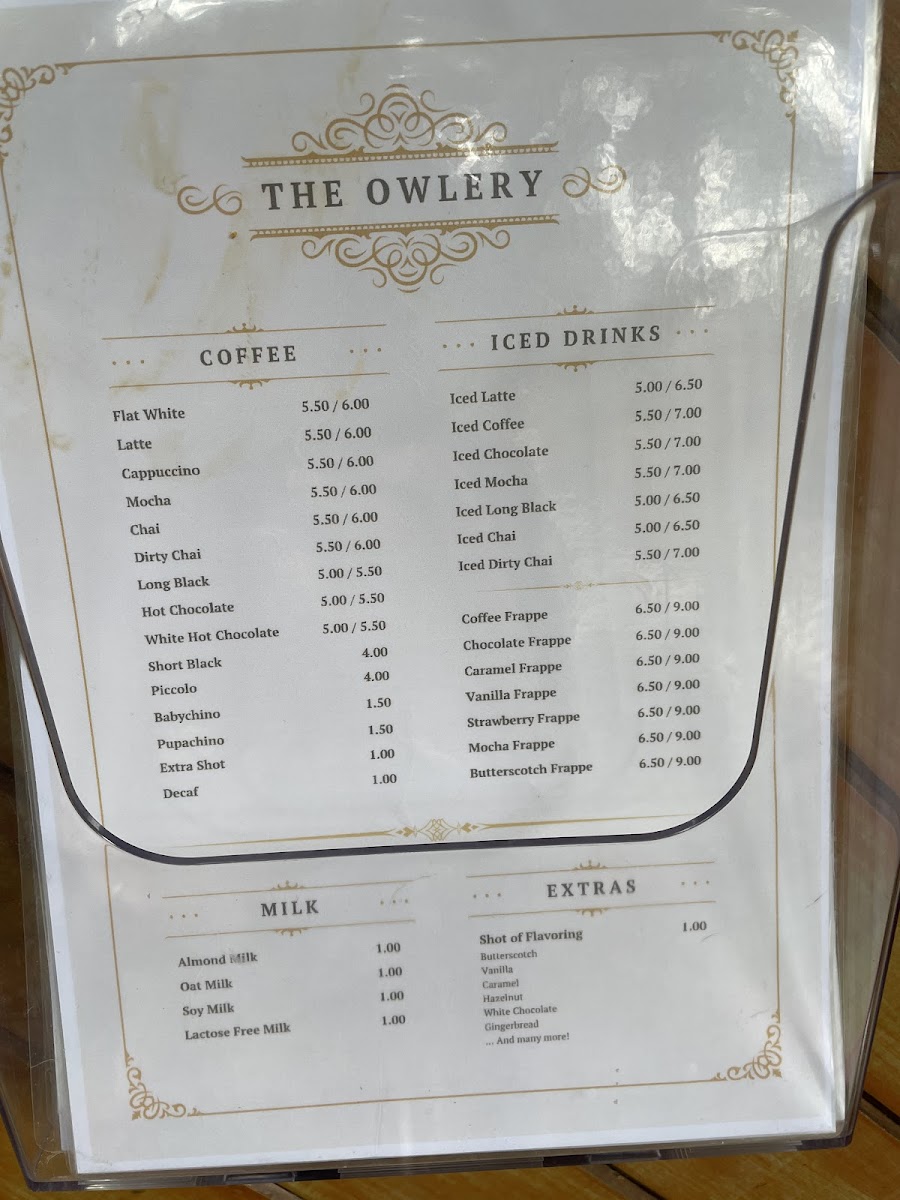 THE OWLERY
COFFEE
Flat White 5.50 / 6.00
Latte 5.50 / 6.00
Cappuccino 5.50 / 6.00
Mocha 5.50 / 6.00
Chai 5.50 / 6.00
Dirty Chai 5.50 / 6.00
Long Black 5.00 / 5.50
Hot Chocolate 5.00 / 5.50
White Hot Chocolate 5.00 / 5.50
Short Black 4.00
Piccolo 4.00
Babychino 1.50
Pupachino 1.50
Extra Shot 1.00
Decaf 1.00
ICED DRINKS
Iced Latte 5.00 / 6.50
Iced Coffee 5.50 / 7.00
Iced Chocolate 5.50 / 7.00
Iced Mocha 5.50 / 7.00
Iced Long Black 5.00 / 6.50
Iced Chai 5.00 / 6.50
Iced Dirty Chai 5.50 / 7.00
Coffee Frappe 6.50 / 9.00
Chocolate Frappe 6.50 / 9.00
Caramel Frappe 6.50 / 9.00
Vanilla Frappe 6.50 / 9.00
Strawberry Frappe 6.50 / 9.00
Mocha Frappe 6.50 / 9.00
Butterscotch Frappe 6.50 / 9.00
MILK
Almond Milk 1.00
Oat Milk 1.00
Soy Milk 1.00
Lactose Free Milk 1.00
EXTRAS
Shot of Flavoring 1.00
Butterscotch
Vanilla
Caramel
Hazelnut
White Chocolate
Gingerbread
... And many more!